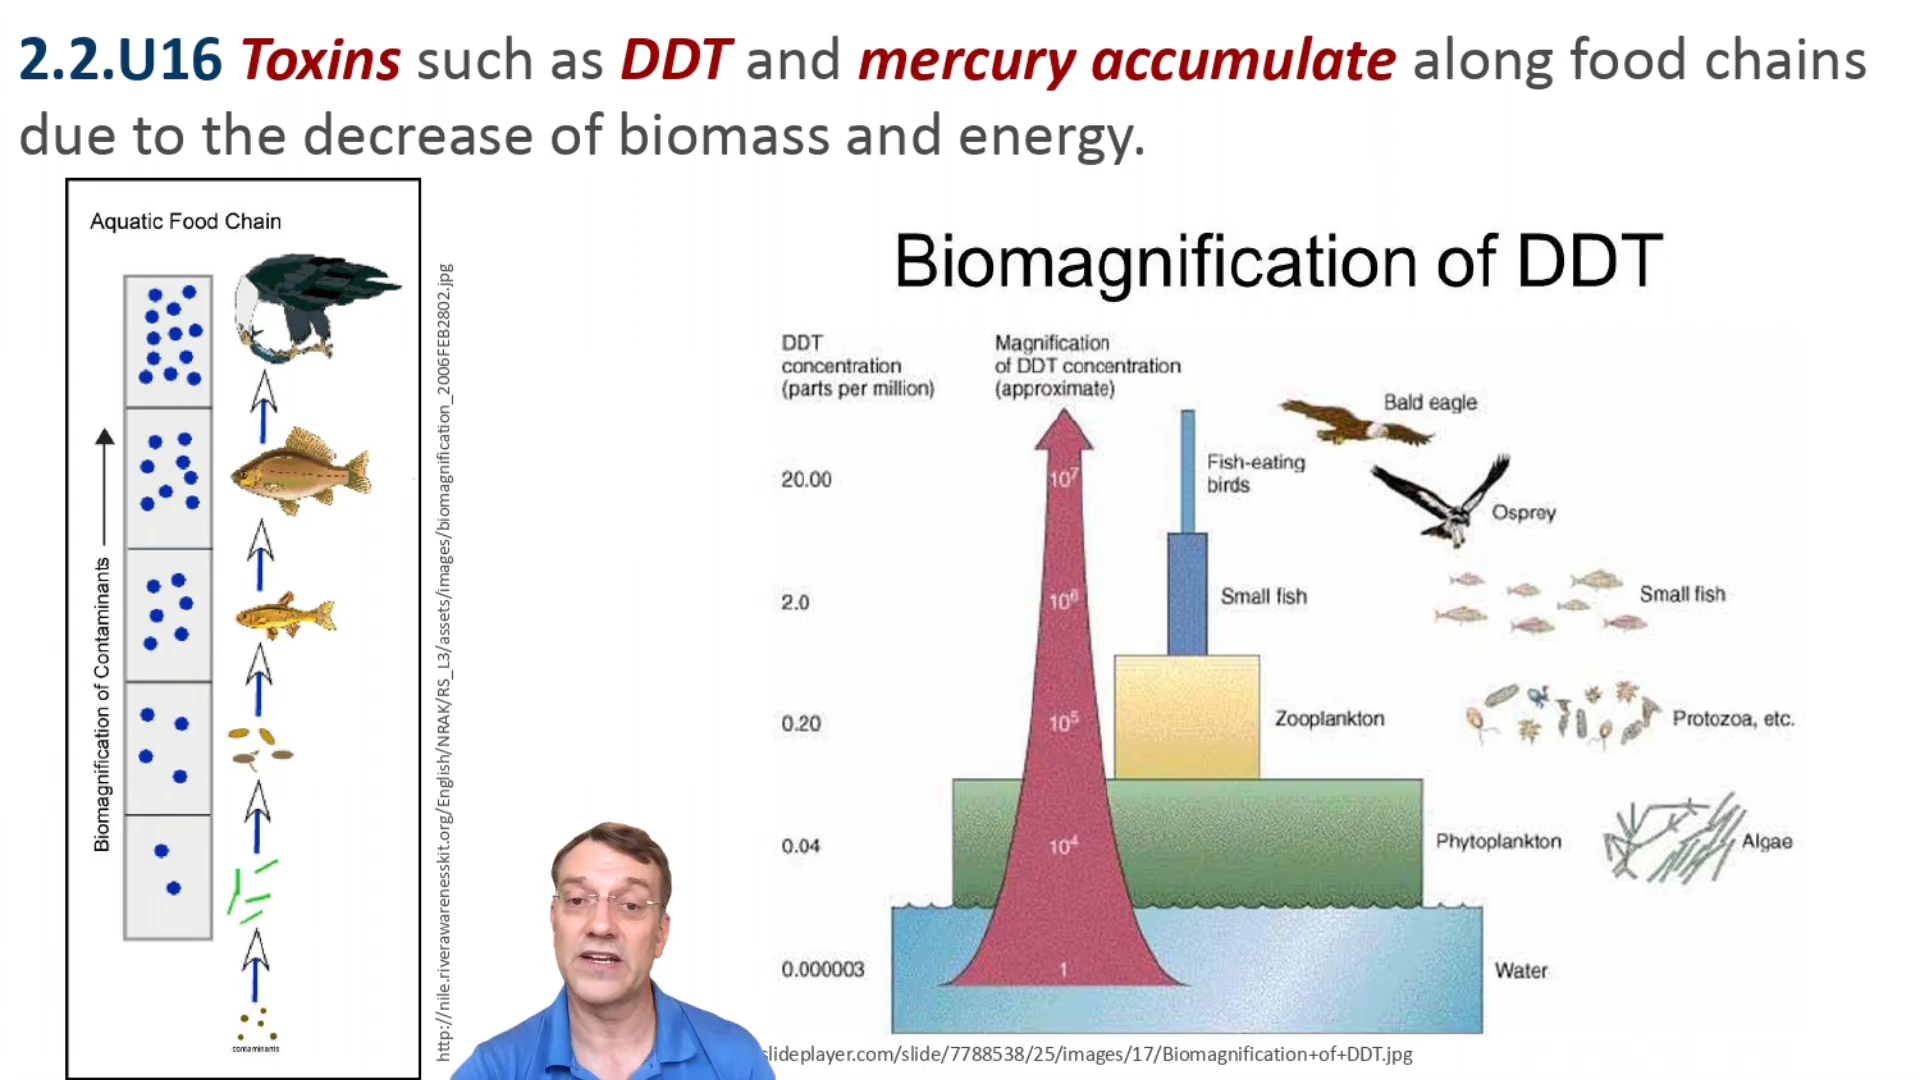 2.2.U16 Toxins such as DDT and mercury accumulate along food chains
due to the decrease of biomass and energy.
Aquatic Food Chain
Biomagnification of Contaminants
contaminants
http://nile.riverawarenesskit.org/English/NRAK/RS_L3/assets/images/biomagnification_2006FEB2802.jpg
Biomagnification of DDT
DDT
concentration
(parts per million)
Magnification
of DDT concentration
(approximate)
Bald eagle
20.00
10⁷
Fish-eating
birds
Osprey
2.0
10⁶
Small fish
Small fish
0.20
10⁵
Zooplankton
Protozoa, etc.
0.04
10⁴
Phytoplankton
Algae
0.000003
1
Water
slideplayer.com/slide/7788538/25/images/17/Biomagnification+of+DDT.jpg